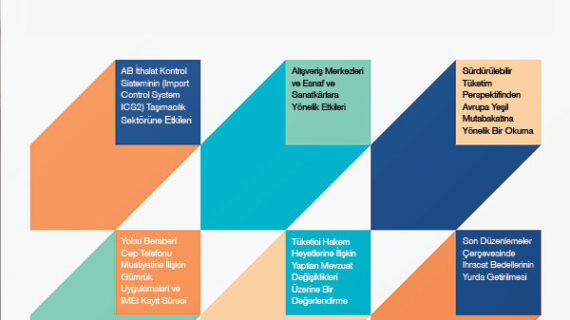 AB İthalat Kontrol
Sisteminin (Import
Control System
ICS2) Taşımacılık
Sektörüne Etkileri
Alışveriş Merkezleri
ve Esnaf ve
Sanatkârlara
Yönelik Etkileri
Sürdürülebilir
Tüketim
Perspektifinden
Avrupa Yeşil
Mutabakatına
Yönelik Bir Okuma
Yolcu Beraberi
Cep Telefonu
Muafiyetine İlişkin
Gümrük
Uygulamaları ve
IMEI Kayıt Süreci
Tüketici Hakem
Heyetlerine İlişkin
Yapılan Mevzuat
Değişiklikleri
Üzerine Bir
Değerlendirme
Son Düzenlemeler
Çerçevesinde
İhracat Bedellerinin
Yurda Getirilmesi